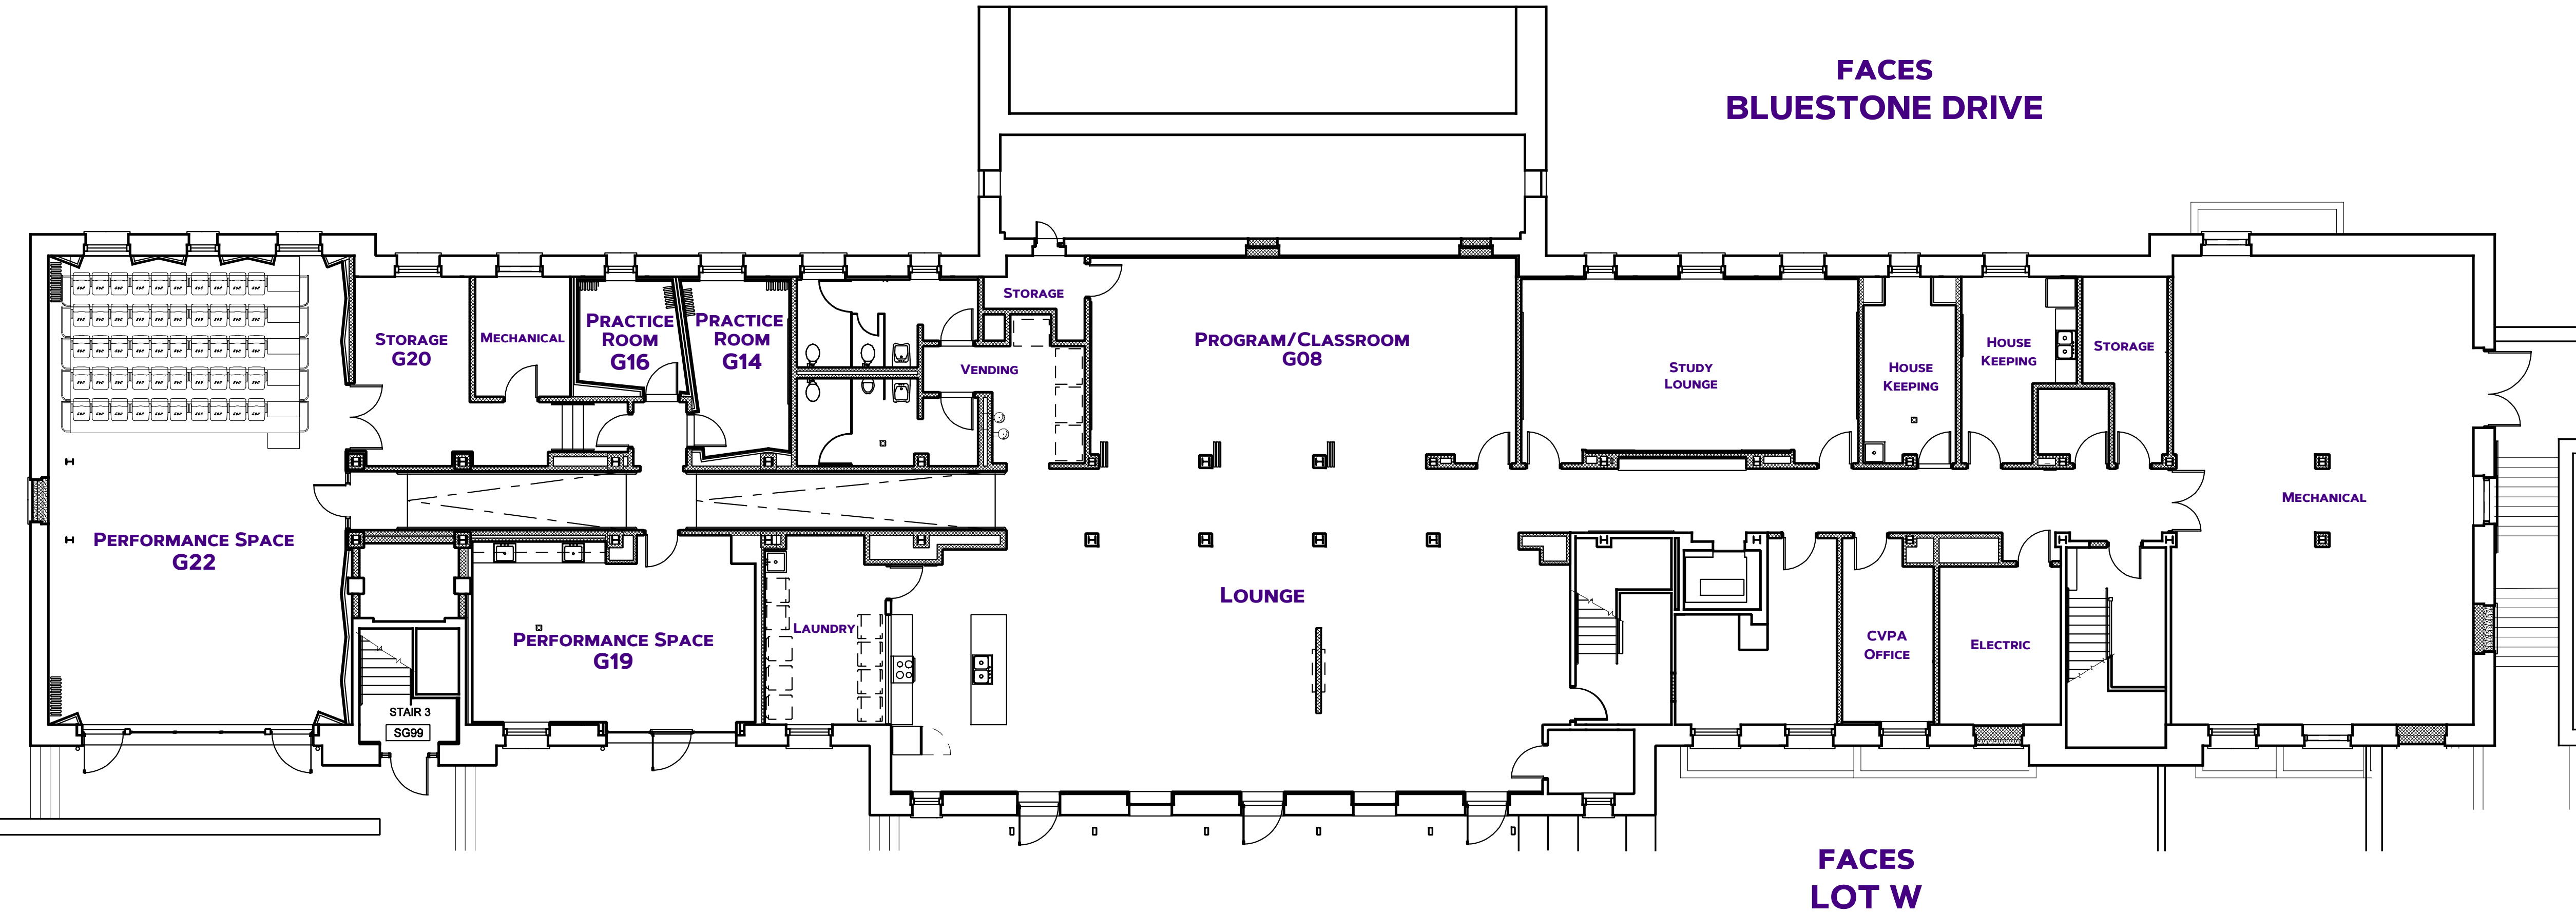 FACES
BLUESTONE DRIVE
STORAGE
G20
MECHANICAL
PRACTICE
ROOM
G16
PRACTICE
ROOM
G14
STORAGE
VENDING
PROGRAM/CLASSROOM
G08
STUDY
LOUNGE
HOUSE
KEEPING
HOUSE
KEEPING
STORAGE
MECHANICAL
PERFORMANCE SPACE
G22
STAIR 3
SG99
PERFORMANCE SPACE
G19
LAUNDRY
LOUNGE
CVPA
OFFICE
ELECTRIC
FACES
LOT W